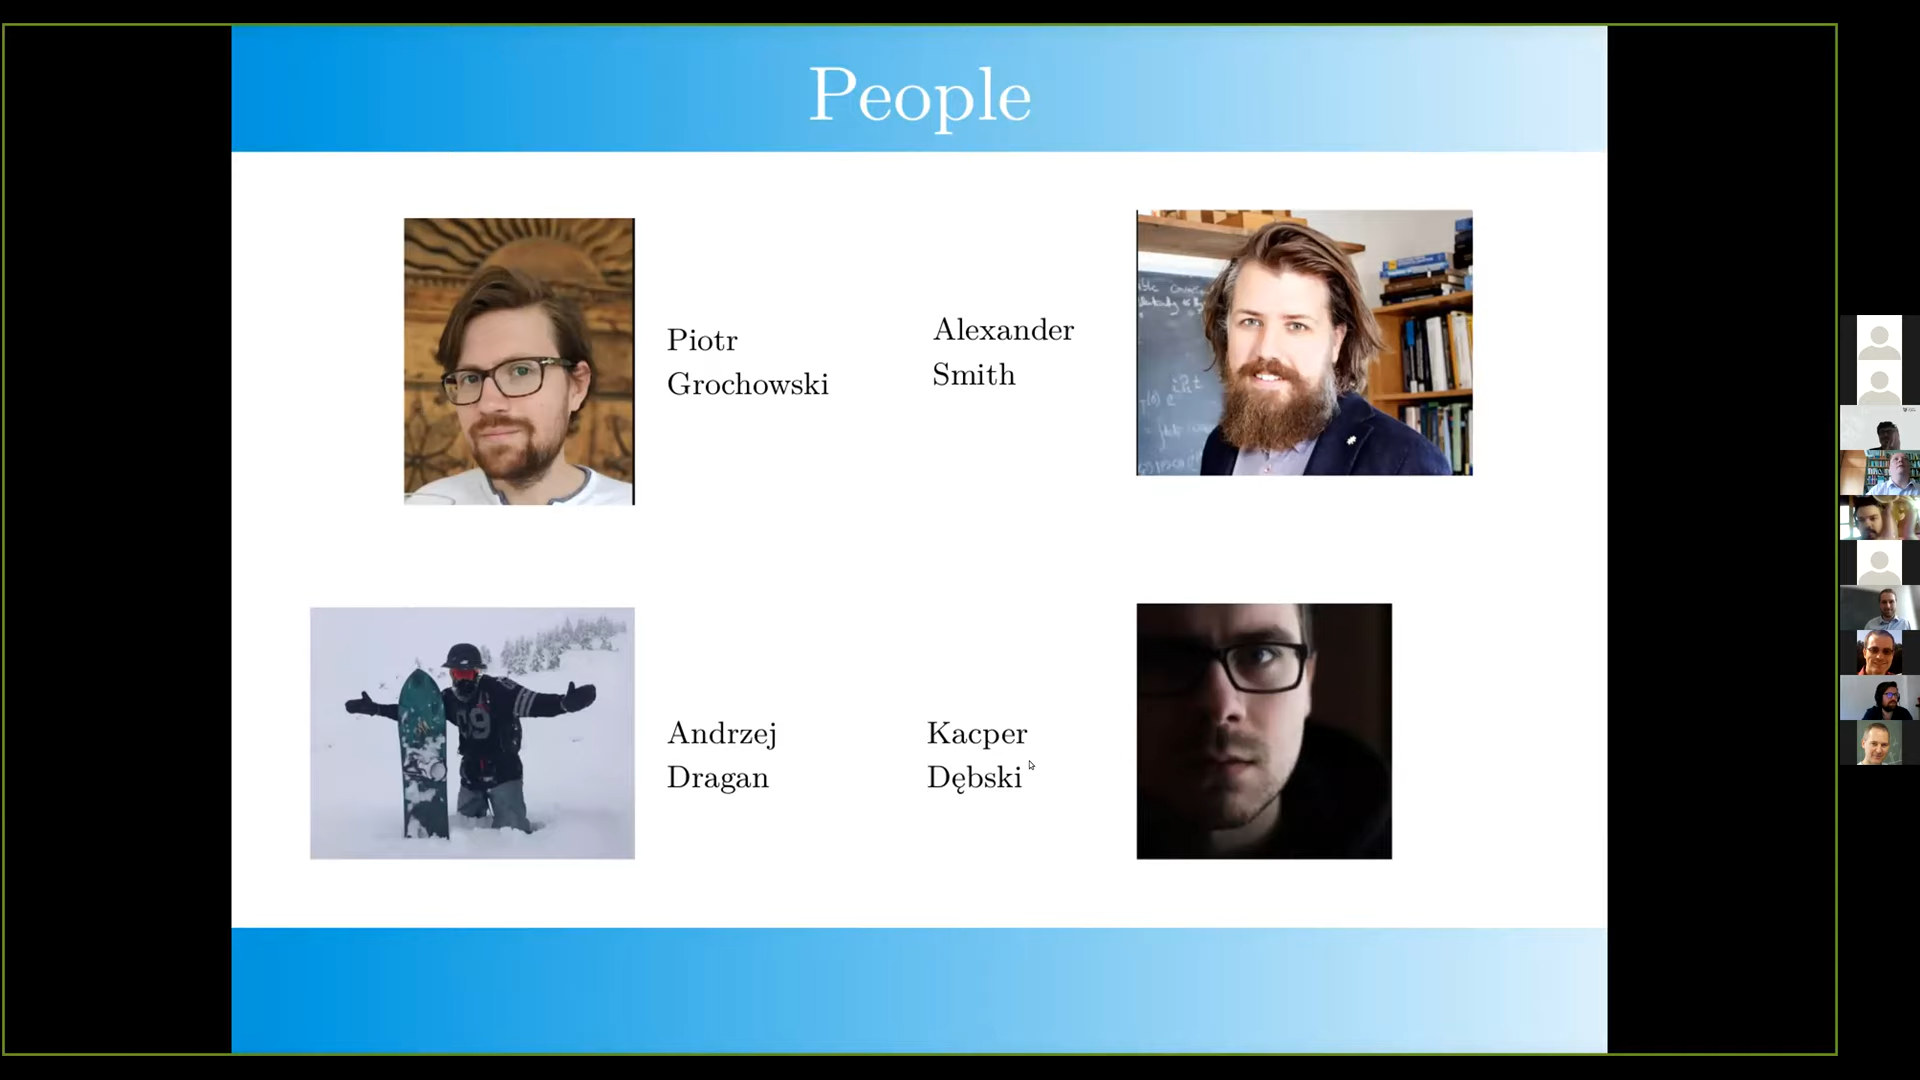 People
Piotr
Grochowski
Alexander
Smith
Andrzej
Dragan
Kacper
Dębski